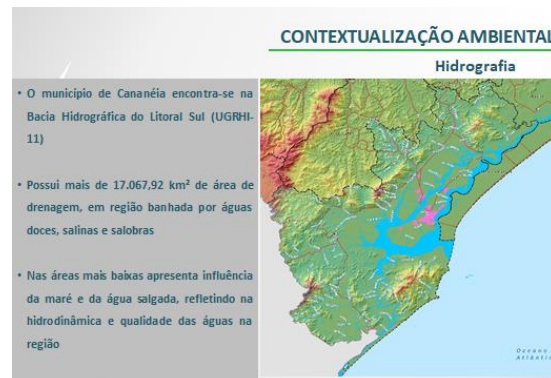 CONTEXTUALIZAÇÃO AMBIENTAL
Hidrografia
• O município de Cananéia encontra-se na
Bacia Hidrográfica do Litoral Sul (UGRHI-
11)
• Possui mais de 17.067,92 km² de área de
drenagem, em região banhada por águas
doces, salinas e salobras
• Nas áreas mais baixas apresenta influência
da maré e da água salgada, refletindo na
hidrodinâmica e qualidade das águas na
região
Oceano
Atlânti